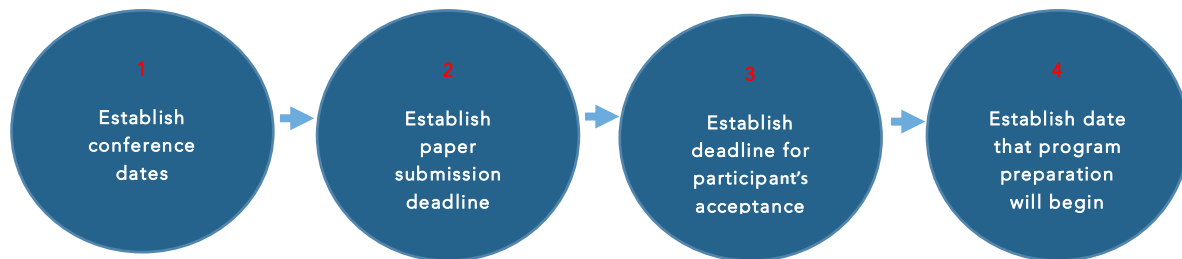 1
Establish
conference
dates
2
Establish
paper
submission
deadline
3
Establish
deadline for
participant's
acceptance
4
Establish date
that program
preparation
will begin